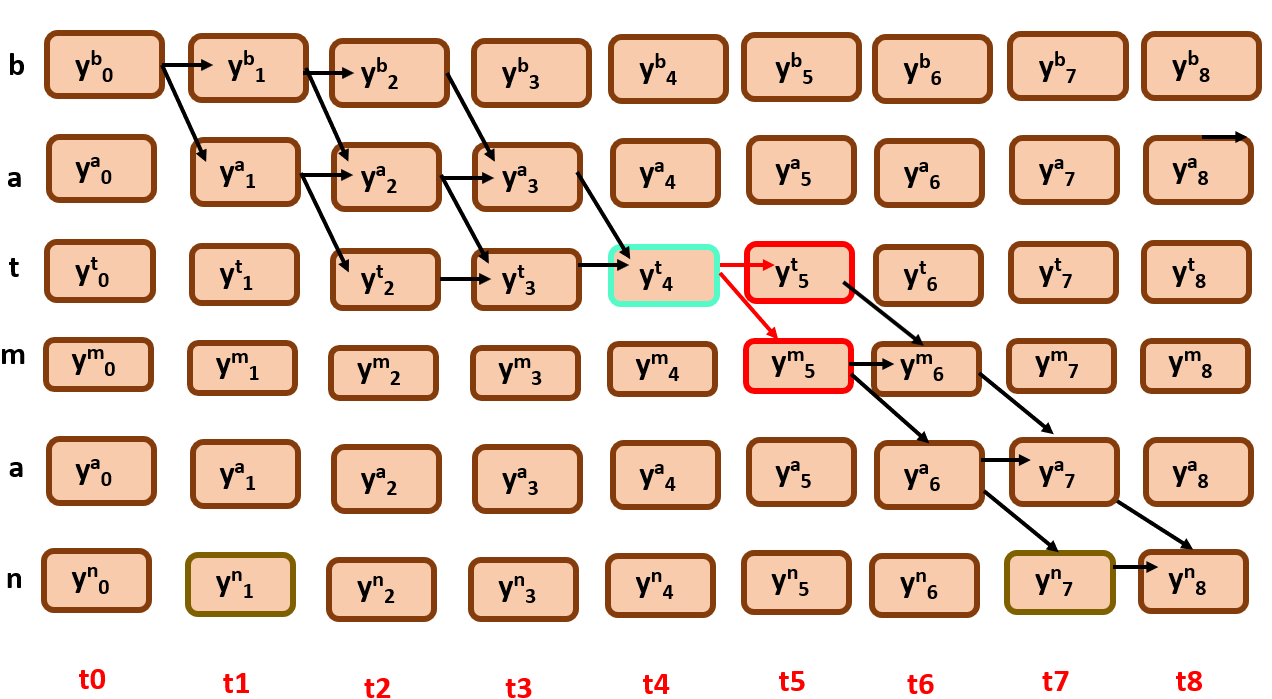 b y^b_0 y^b_1 y^b_2 y^b_3 y^b_4 y^b_5 y^b_6 y^b_7 y^b_8
a y^a_0 y^a_1 y^a_2 y^a_3 y^a_4 y^a_5 y^a_6 y^a_7 y^a_8
t y^t_0 y^t_1 y^t_2 y^t_3 y^t_4 y^t_5 y^t_6 y^t_7 y^t_8
m y^m_0 y^m_1 y^m_2 y^m_3 y^m_4 y^m_5 y^m_6 y^m_7 y^m_8
a y^a_0 y^a_1 y^a_2 y^a_3 y^a_4 y^a_5 y^a_6 y^a_7 y^a_8
n y^n_0 y^n_1 y^n_2 y^n_3 y^n_4 y^n_5 y^n_6 y^n_7 y^n_8
t0 t1 t2 t3 t4 t5 t6 t7 t8